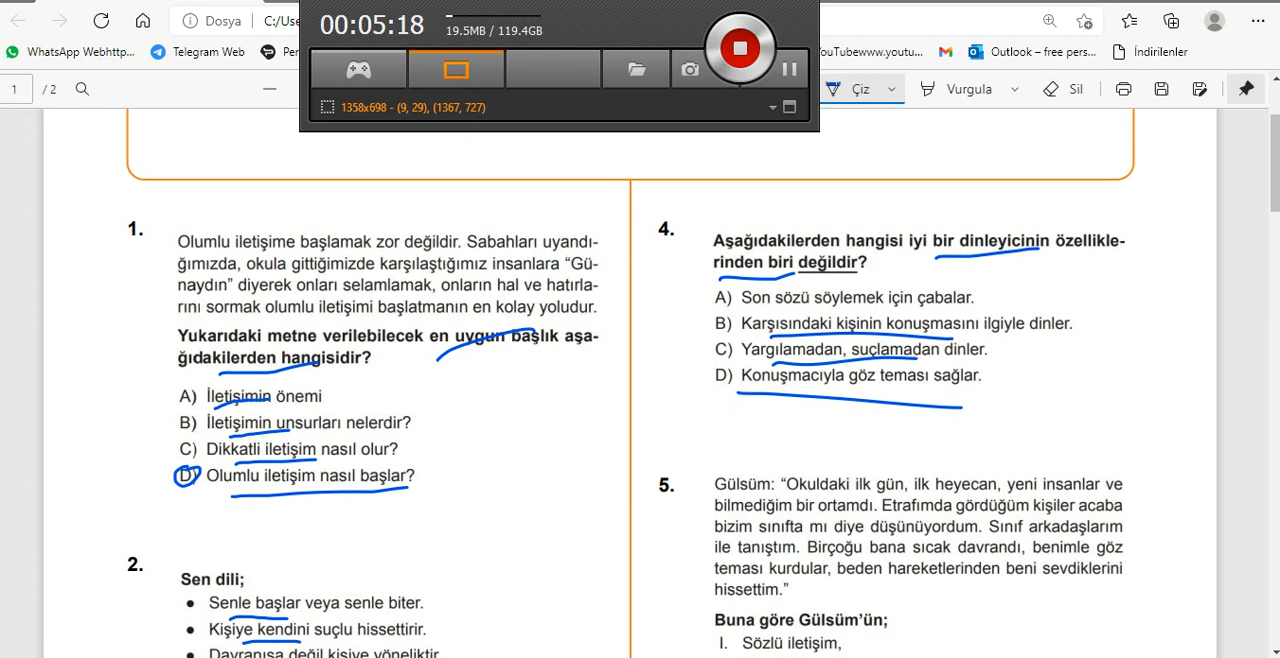 Dosya
C:/Use
00:05:18
19.5MB / 119.4GB
1358x698 - (9, 29), (1367, 727)
WhatsApp Webhttp...
Telegram Web
Per
YouTubewww.youtu...
Outlook – free pers...
İndirilenler
1
/ 2
Çiz
Vurgula
Sil
1.
Olumlu iletişime başlamak zor değildir. Sabahları uyandı-
ğımızda, okula gittiğimizde karşılaştığımız insanlara “Gü-
naydın” diyerek onları selamlamak, onların hal ve hatırla-
rını sormak olumlu iletişimi başlatmanın en kolay yoludur.
Yukarıdaki metne verilebilecek en uygun başlık aşa-
ğıdakilerden hangisidir?
A) İletişimin önemi
B) İletişimin unsurları nelerdir?
C) Dikkatli iletişim nasıl olur?
D) Olumlu iletişim nasıl başlar?
2.
Sen dili;
● Senle başlar veya senle biter.
● Kişiye kendini suçlu hissettirir.
● Davranışa değil kişiye yöneliktir.
4.
Aşağıdakilerden hangisi iyi bir dinleyicinin özellikle-
rinden biri değildir?
A) Son sözü söylemek için çabalar.
B) Karşısındaki kişinin konuşmasını ilgiyle dinler.
C) Yargılamadan, suçlamadan dinler.
D) Konuşmacıyla göz teması sağlar.
5.
Gülsüm: “Okuldaki ilk gün, ilk heyecan, yeni insanlar ve
bilmediğim bir ortamdı. Etrafımda gördüğüm kişiler acaba
bizim sınıfta mı diye düşünüyordum. Sınıf arkadaşlarım
ile tanıştım. Birçoğu bana sıcak davrandı, benimle göz
teması kurdular, beden hareketlerinden beni sevdiklerini
hissettim.”
Buna göre Gülsüm’ün;
I. Sözlü iletişim,